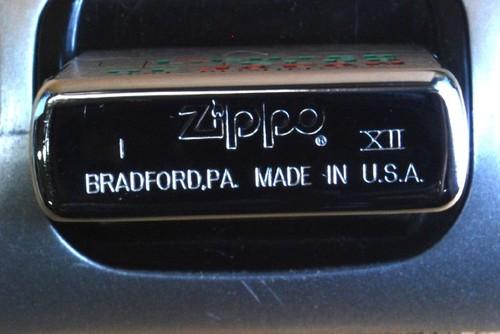 Zippo®
I XII
BRADFORD,PA. MADE IN U.S.A.